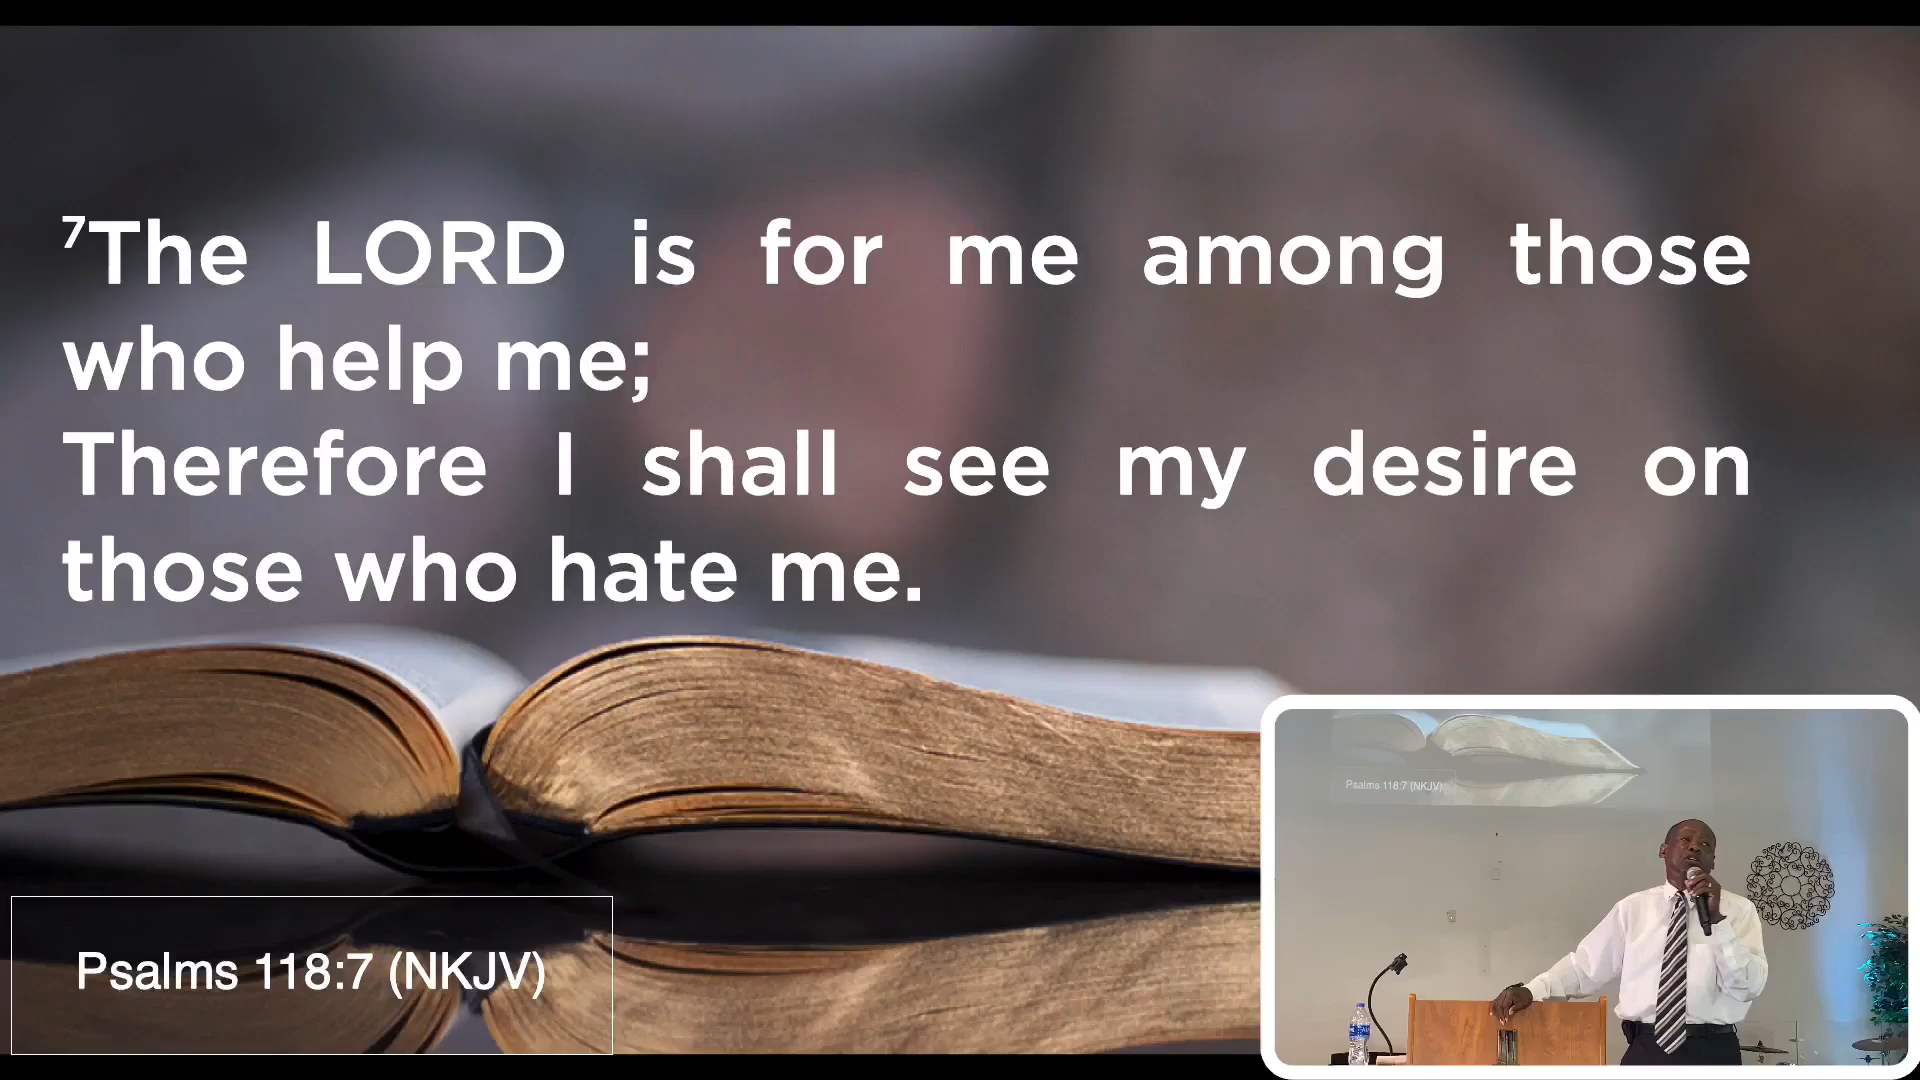 ⁷The LORD is for me among those
who help me;
Therefore I shall see my desire on
those who hate me.
Psalms 118:7 (NKJV)
Psalms 118:7 (NKJV)